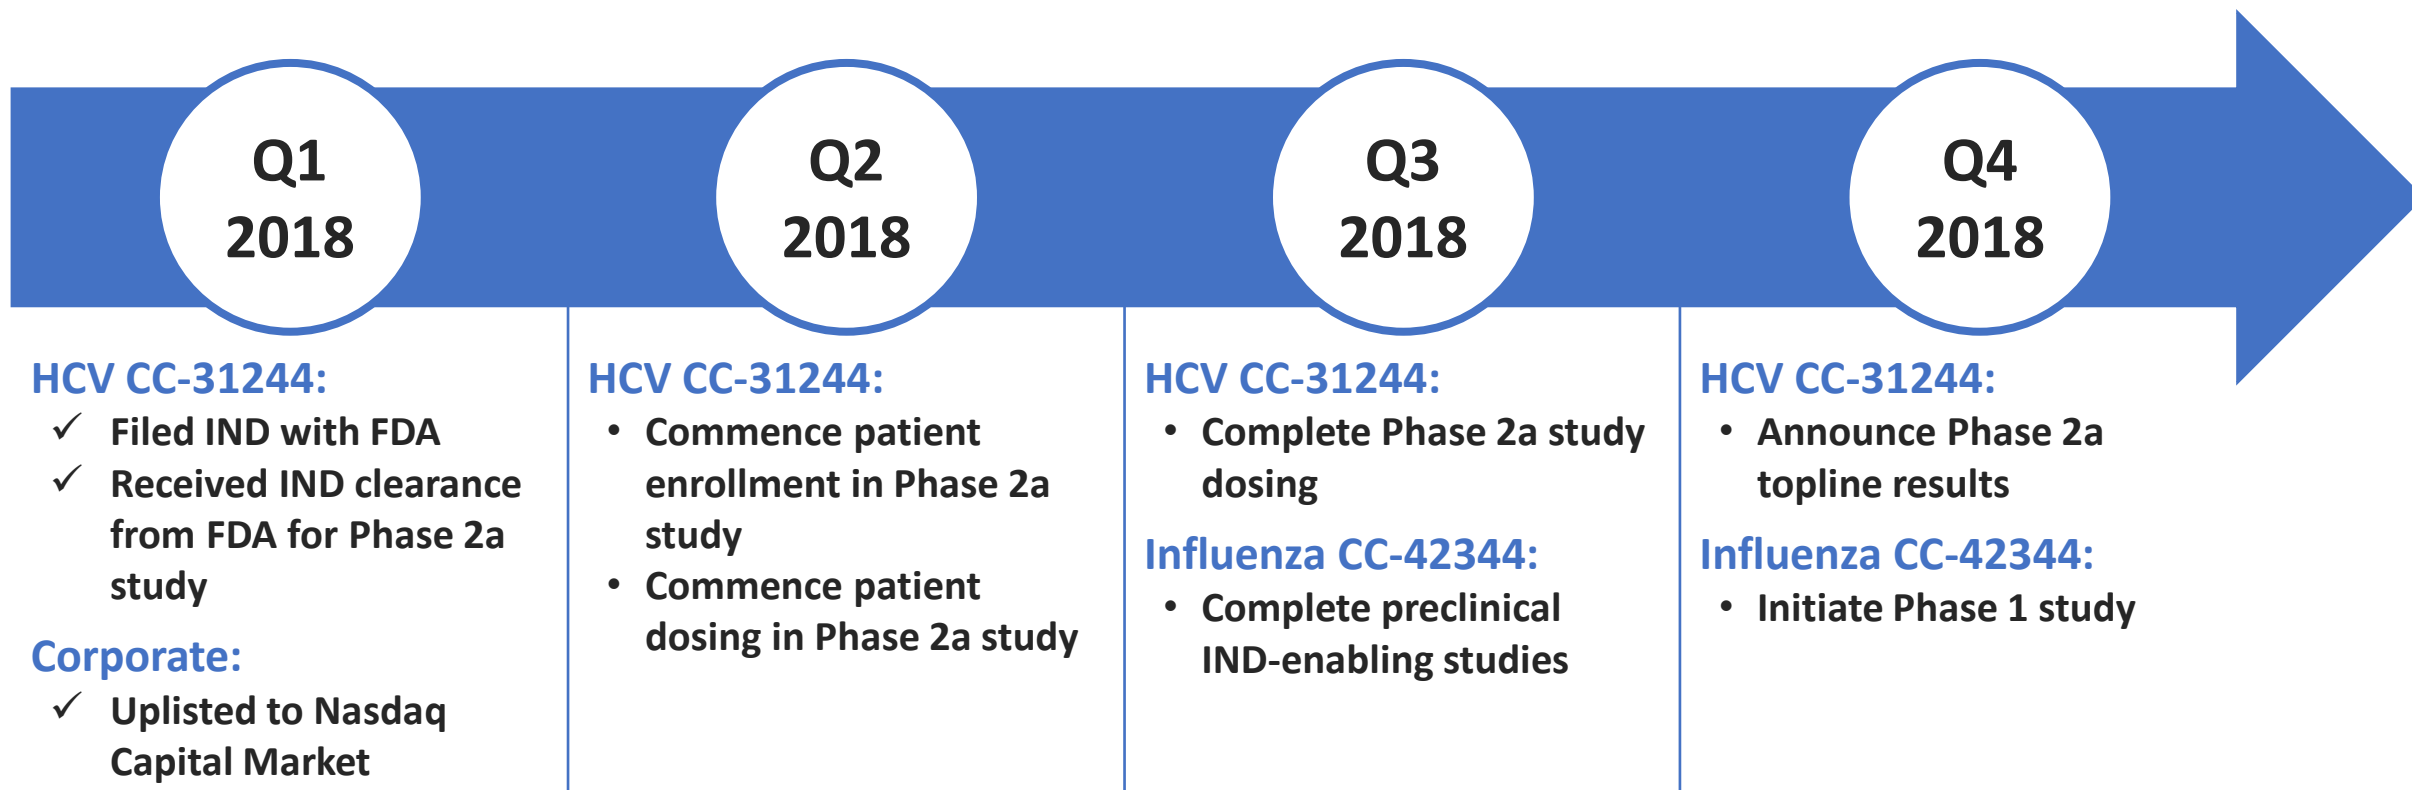 Q1
2018
Q2
2018
Q3
2018
Q4
2018
HCV CC-31244:
✓ Filed IND with FDA
✓ Received IND clearance
from FDA for Phase 2a
study
Corporate:
✓ Uplisted to Nasdaq
Capital Market
HCV CC-31244:
• Commence patient
enrollment in Phase 2a
study
• Commence patient
dosing in Phase 2a study
HCV CC-31244:
• Complete Phase 2a study
dosing
Influenza CC-42344:
• Complete preclinical
IND-enabling studies
HCV CC-31244:
• Announce Phase 2a
topline results
Influenza CC-42344:
• Initiate Phase 1 study